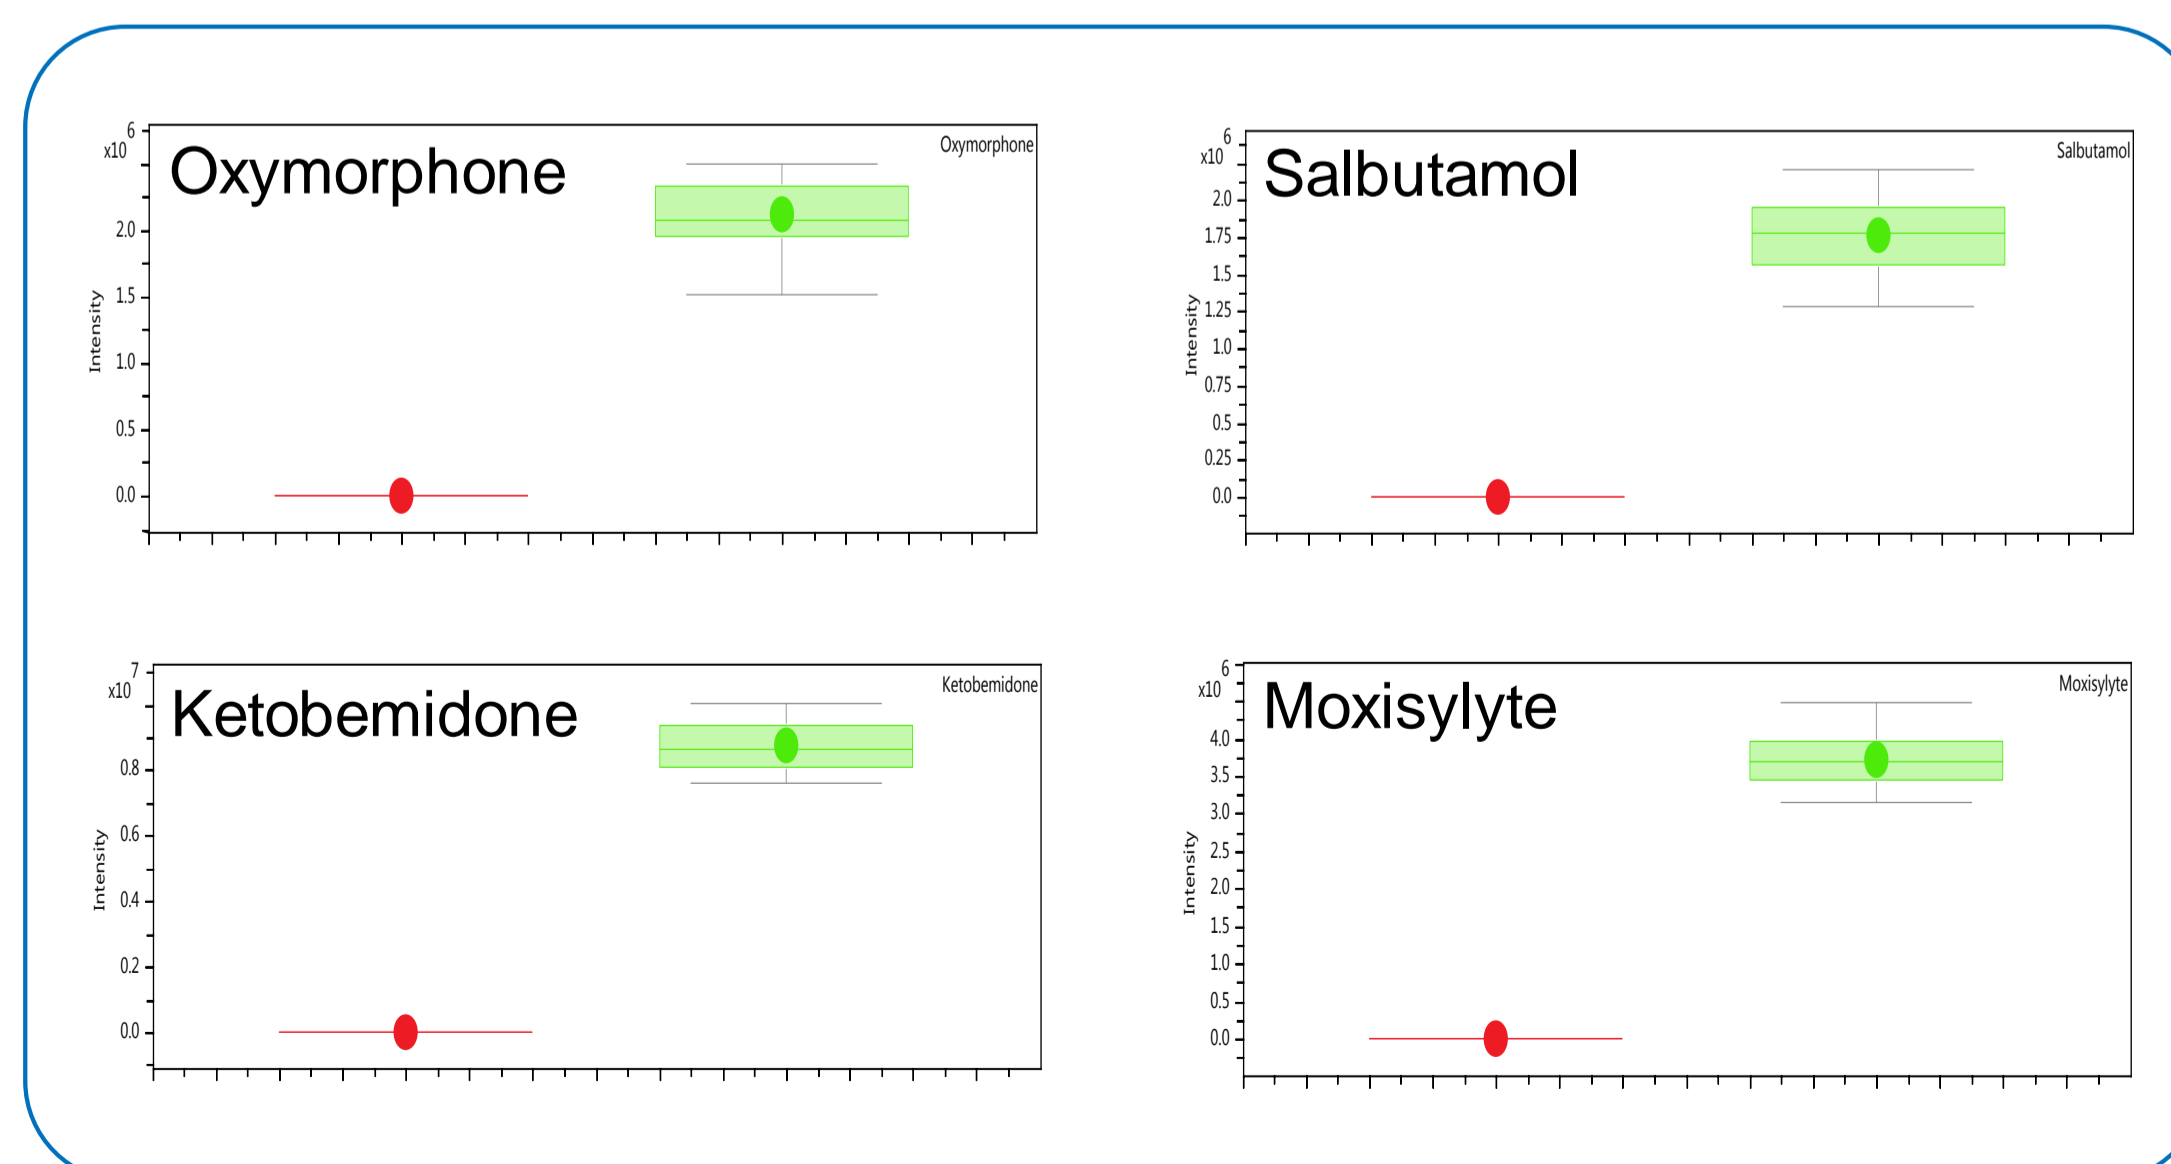 Oxymorphone
Oxymorphone
6
x10
2.0
1.5
1.0
0.5
0.0
Intensity
Salbutamol
Salbutamol
6
x10
2.0
1.75
1.5
1.25
1.0
0.75
0.5
0.25
0.0
Intensity
Ketobemidone
Ketobemidone
7
x10
0.8
0.6
0.4
0.2
0.0
Intensity
Moxisylyte
Moxisylyte
6
x10
4.0
3.5
3.0
2.5
2.0
1.5
1.0
0.5
0.0
Intensity